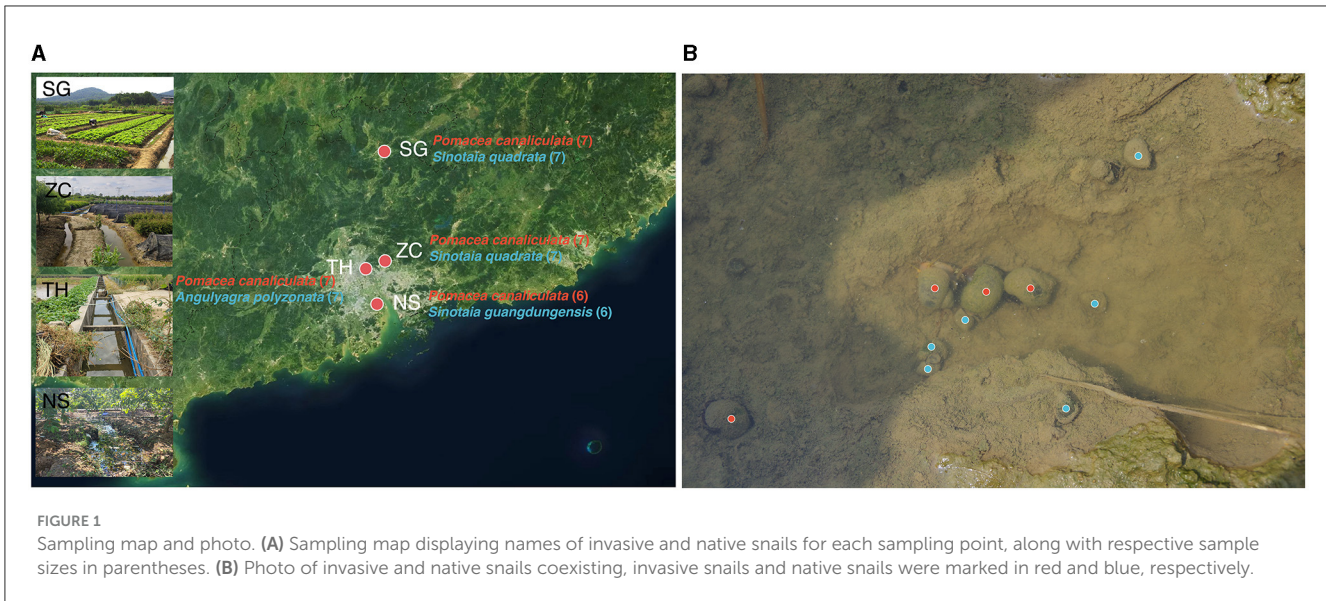 A
B
SG
ZC
TH
NS
SG
Pomacea canaliculata (7)
Sinotaia quadrata (7)
ZC
Pomacea canaliculata (7)
Sinotaia quadrata (7)
TH
Pomacea canaliculata (7)
Angulyagra polyzonata (7)
NS
Pomacea canaliculata (6)
Sinotaia guangdungensis (6)
FIGURE 1
Sampling map and photo. (A) Sampling map displaying names of invasive and native snails for each sampling point, along with respective sample
sizes in parentheses. (B) Photo of invasive and native snails coexisting, invasive snails and native snails were marked in red and blue, respectively.